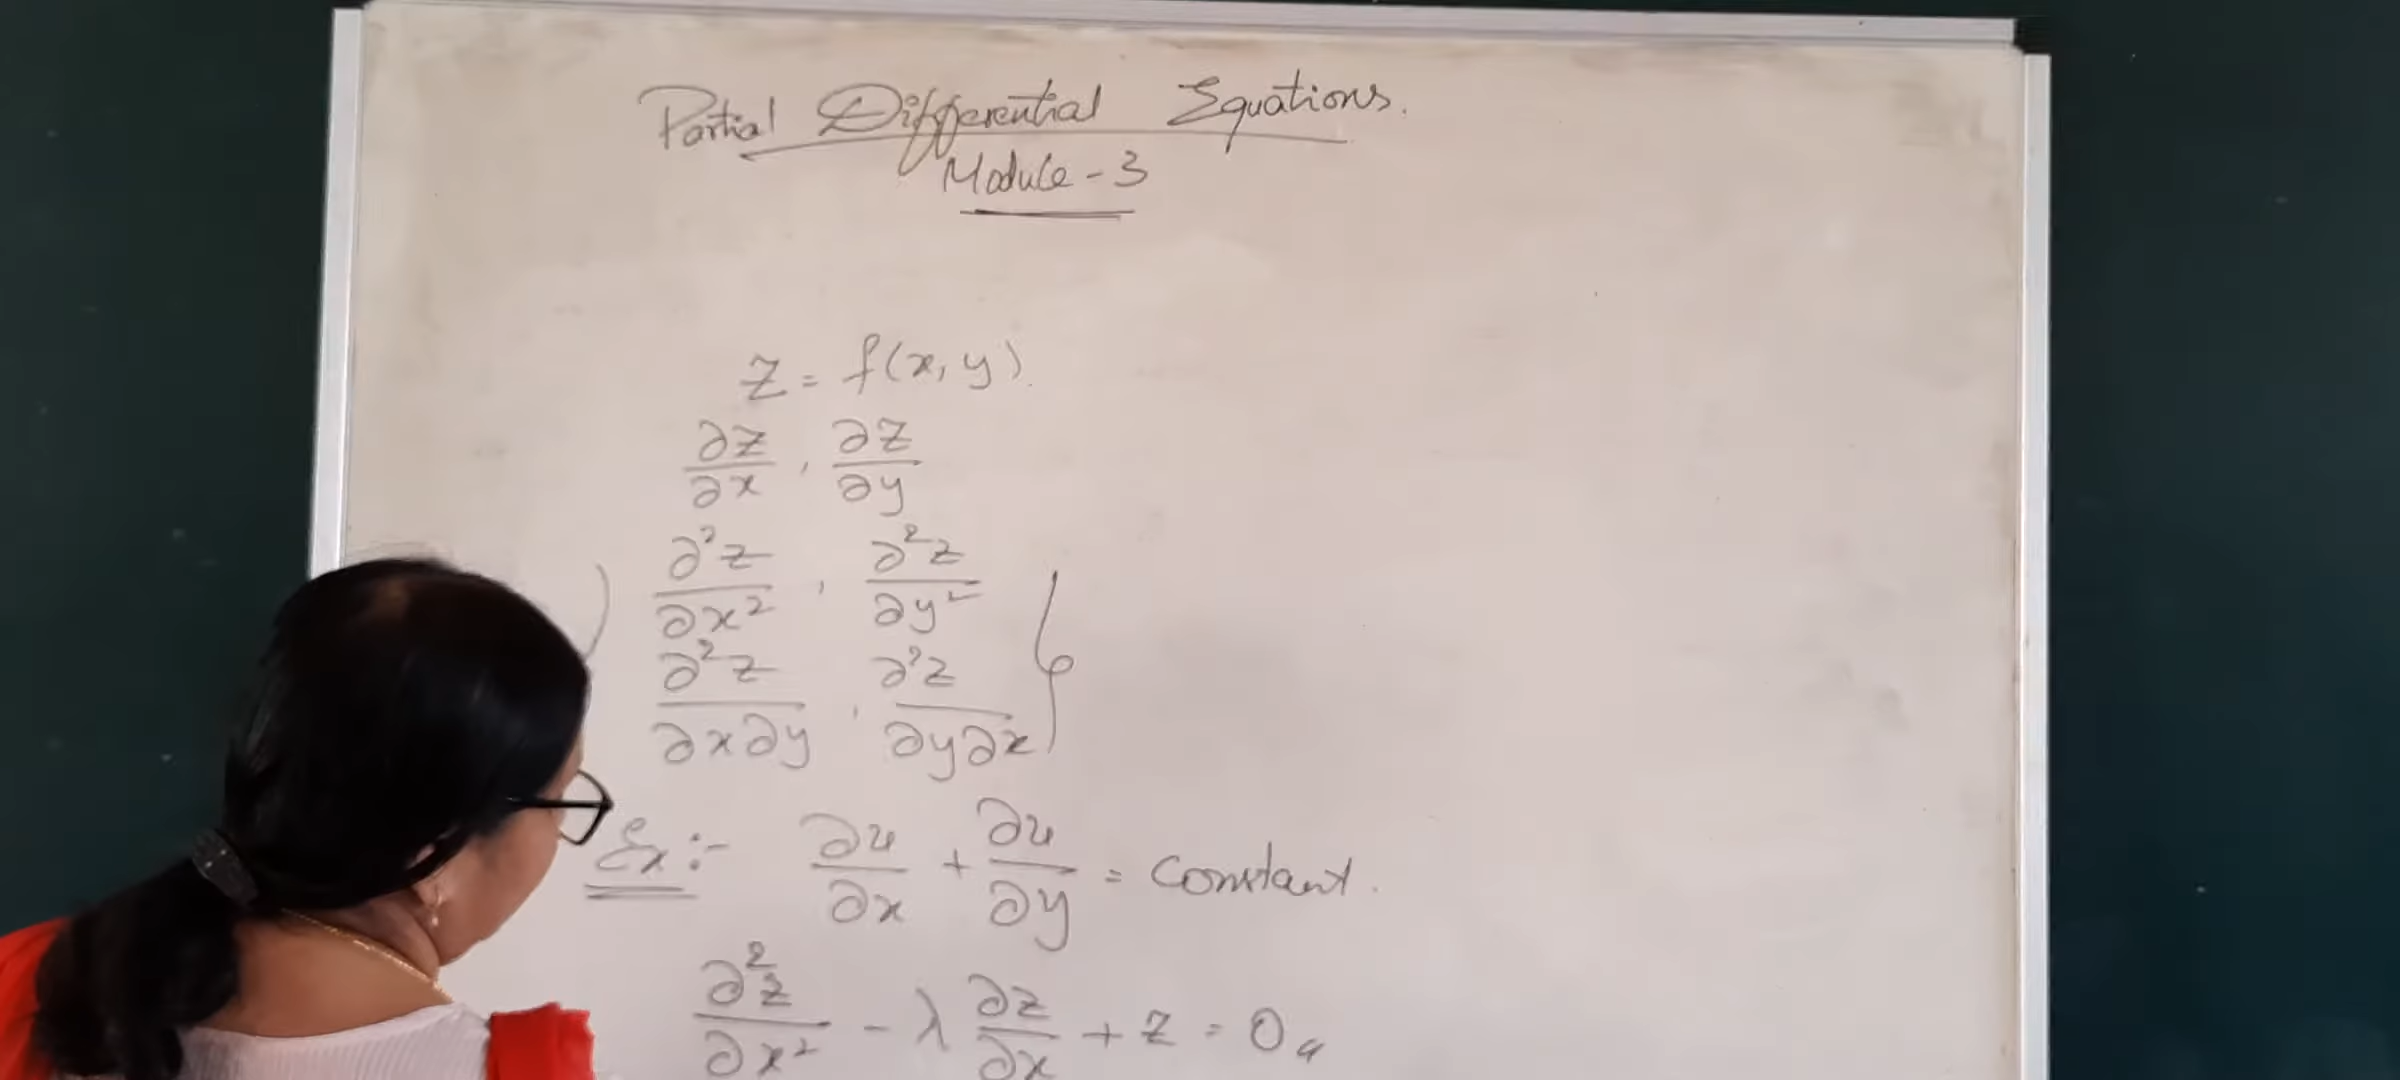 Partial Differential Equations.
Module - 3
z = f(x, y).
∂z/∂x , ∂z/∂y
∂²z/∂x² , ∂²z/∂y²
∂²z/∂x∂y , ∂²z/∂y∂x
Ex:- ∂u/∂x + ∂u/∂y = Constant.
∂²z/∂x² - λ ∂z/∂x + z = 0